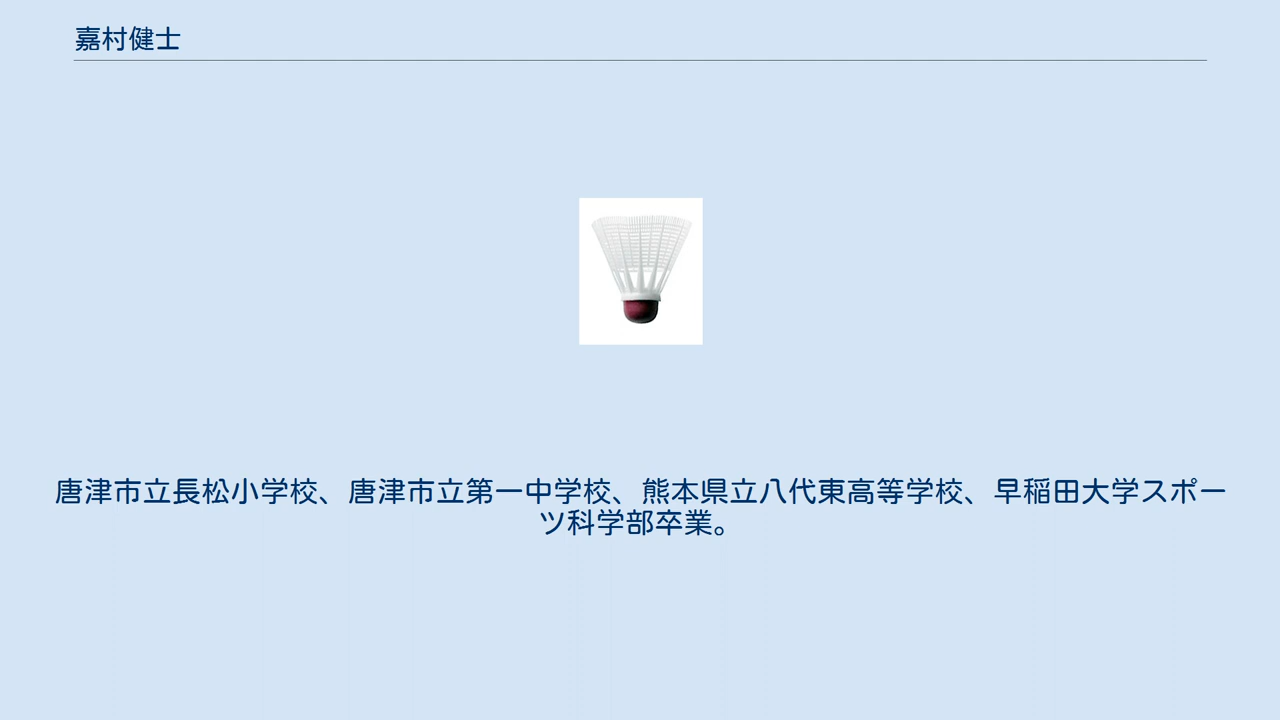 嘉村健士
唐津市立長松小学校、唐津市立第一中学校、熊本県立八代東高等学校、早稲田大学スポー
ツ科学部卒業。